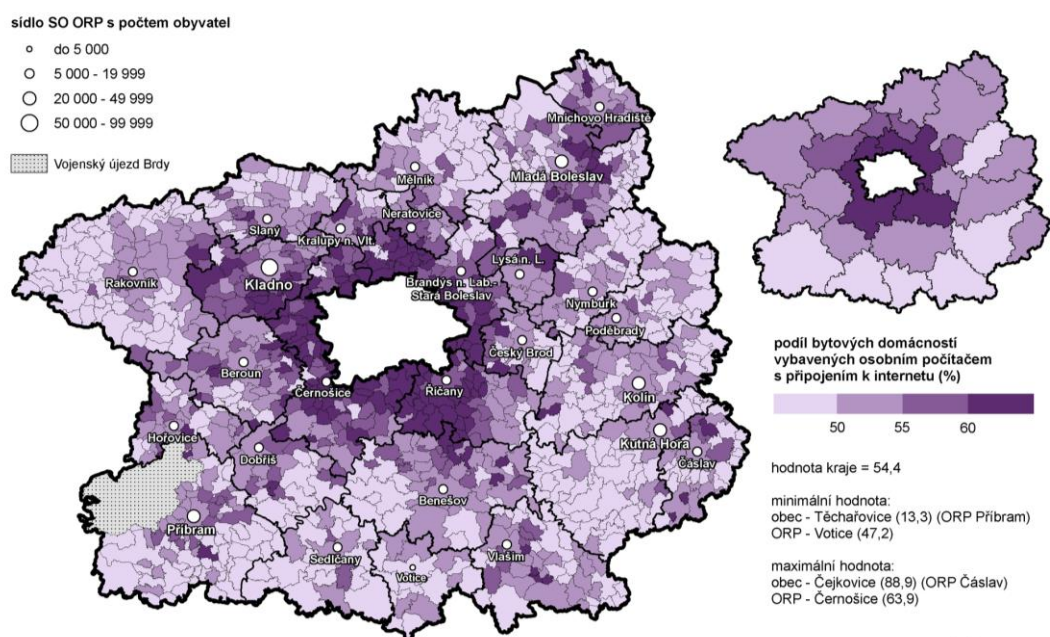 sídlo SO ORP s počtem obyvatel
do 5 000
5 000 - 19 999
20 000 - 49 999
50 000 - 99 999
Vojenský újezd Brdy
Mnichovo Hradiště
Mladá Boleslav
Mělník
Neratovice
Slaný
Kralupy n. Vlt.
Lysá n. L.
Rakovník
Kladno
Brandýs n. Lab.-
Stará Boleslav
Nymburk
Poděbrady
Český Brod
Beroun
Černošice
Říčany
Kolín
Hořovice
Kutná Hora
Dobříš
Čáslav
Benešov
Příbram
Sedlčany
Vlašim
Votice
podíl bytových domácností
vybavených osobním počítačem
s připojením k internetu (%)
50 55 60
hodnota kraje = 54,4
minimální hodnota:
obec - Těchařovice (13,3) (ORP Příbram)
ORP - Votice (47,2)
maximální hodnota:
obec - Čejkovice (88,9) (ORP Čáslav)
ORP - Černošice (63,9)